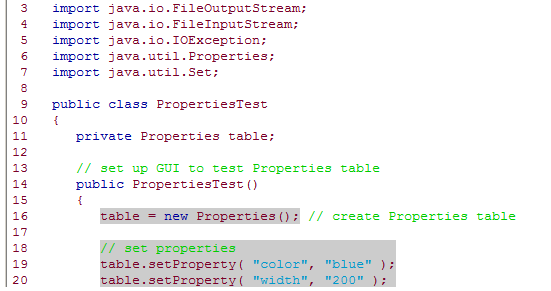 3 import java.io.FileOutputStream;
4 import java.io.FileInputStream;
5 import java.io.IOException;
6 import java.util.Properties;
7 import java.util.Set;
8
9 public class PropertiesTest
10 {
11 private Properties table;
12
13 // set up GUI to test Properties table
14 public PropertiesTest()
15 {
16 table = new Properties(); // create Properties table
17
18 // set properties
19 table.setProperty( "color", "blue" );
20 table.setProperty( "width", "200" );